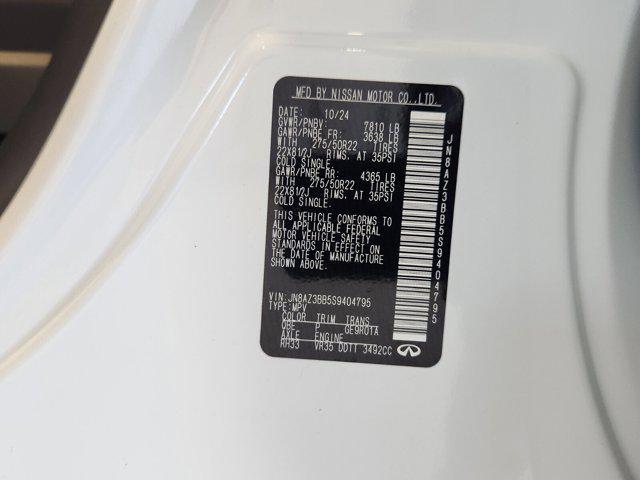 MFD BY NISSAN MOTOR CO.,LTD.
DATE: 10/24
GVWR/PNBV: 7810 LB
GAWR/PNBE FR: 3638 LB
WITH 275/50R22 TIRES
22X81/2J RIMS, AT 35PSI
COLD SINGLE.
GAWR/PNBE RR: 4365 LB
WITH 275/50R22 TIRES
22X81/2J RIMS, AT 35PSI
COLD SINGLE.
THIS VEHICLE CONFORMS TO
ALL APPLICABLE FEDERAL
MOTOR VEHICLE SAFETY
STANDARDS IN EFFECT ON
THE DATE OF MANUFACTURE
SHOWN ABOVE.
VIN: JN8AZ3BB5S9404795
TYPE: MPV
COLOR TRIM TRANS
QBE P GE9R01A
AXLE ENGINE
RH33 VR35 DDTT 3492CC
JN8AZ3BB5S9404795